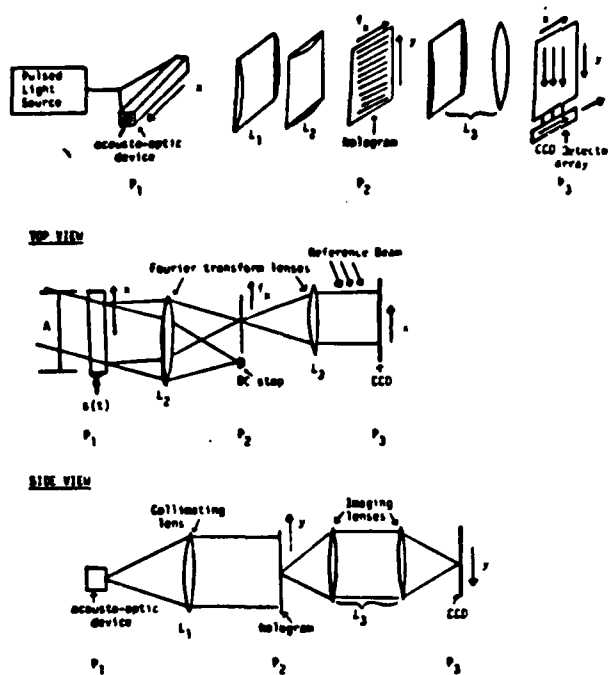 Pulsed
Light
Source
x
acousto-optic
device
P1
L1
L2
fx
y
Hologram
P2
L3
x
y
CCD Detecto
array
P3
TOP VIEW
Fourier transform lenses
Reference Beam
A
x
fx
x
s(t)
L2
DC stop
L3
CCD
P1
P2
P3
SIDE VIEW
Collimating
lens
Imaging
lenses
y
y
acousto-optic
device
L1
Hologram
L3
CCD
P1
P2
P3